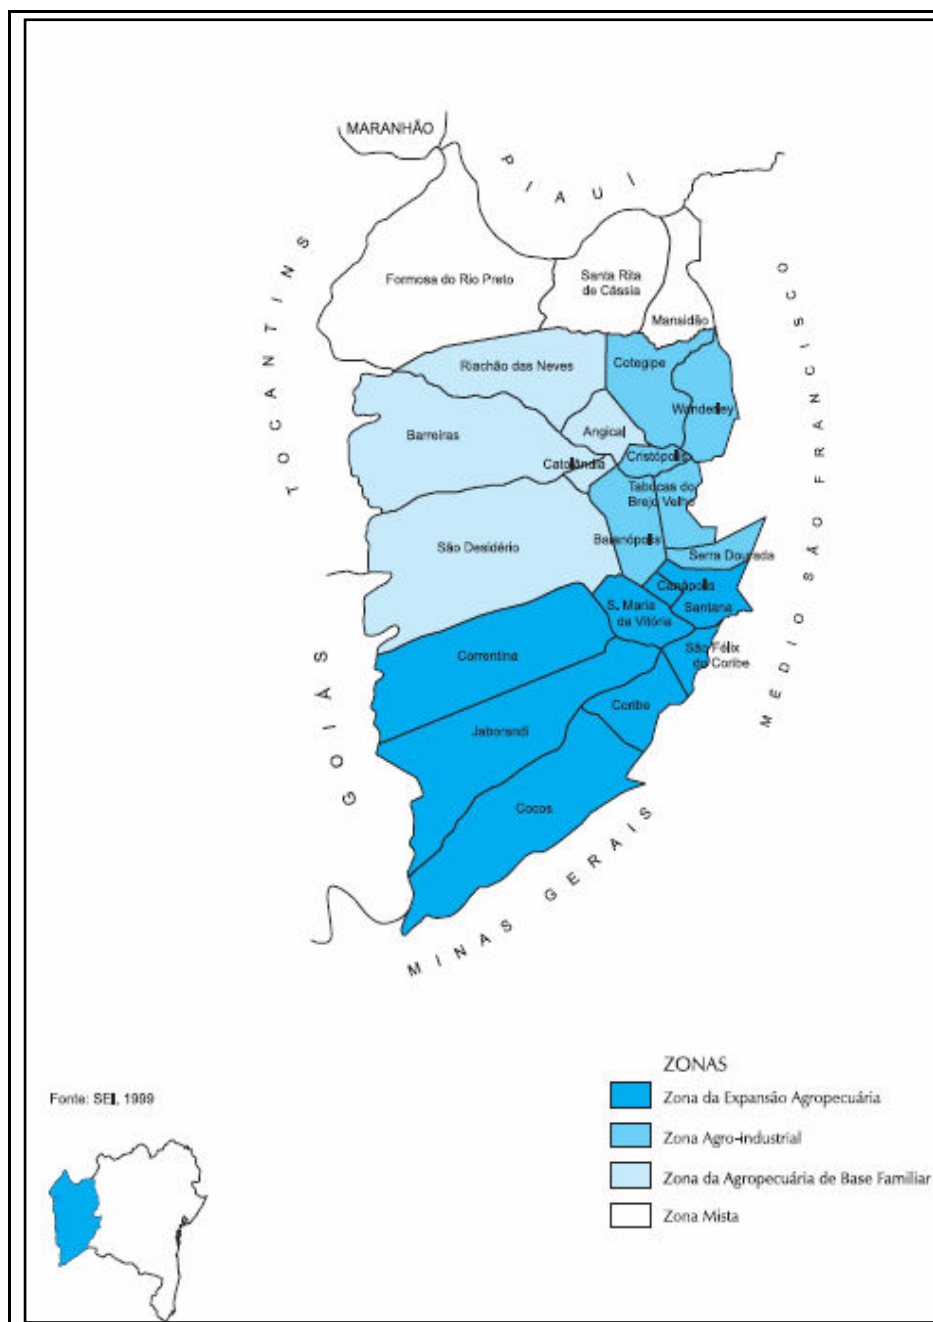 MARANHÃO
PIAUÍ
TOCANTINS
Formosa do Rio Preto
Santa Rita
de Cássia
Mansidão
MÉDIO SÃO FRANCISCO
Riachão das Neves
Cotegipe
Wanderley
Barreiras
Angical
Catolândia
Cristópolis
Tabocas do
Brejo Velho
São Desidério
Baianópolis
Serra Dourada
Canápolis
Santana
S. Maria
da Vitória
São Félix
do Coribe
Correntina
GOIÁS
Jaborandi
Coribe
Cocos
MINAS GERAIS
ZONAS
Zona da Expansão Agropecuária
Zona Agro-industrial
Zona da Agropecuária de Base Familiar
Zona Mista
Fonte: SEI, 1999